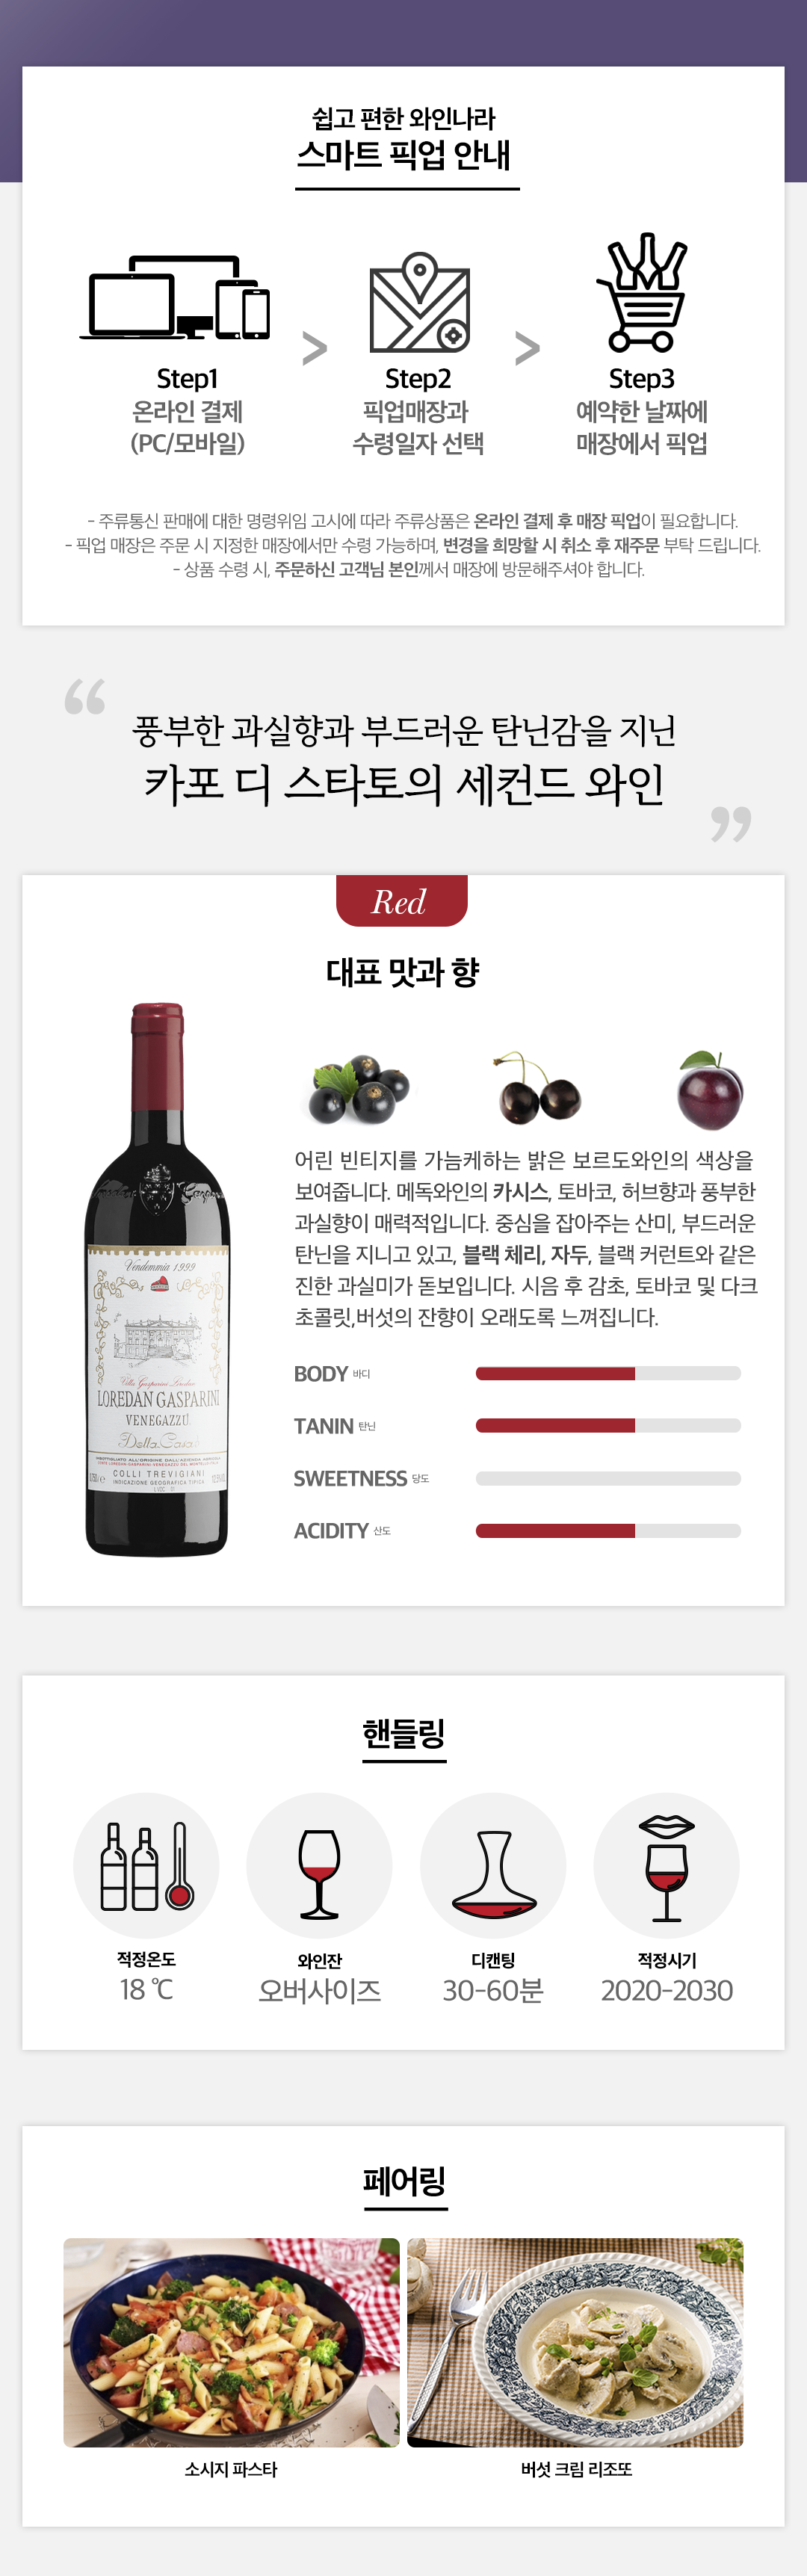 쉽고 편한 와인나라
스마트 픽업 안내
Step1
온라인 결제
(PC/모바일)
>
Step2
픽업매장과
수령일자 선택
>
Step3
예약한 날짜에
매장에서 픽업
- 주류통신 판매에 대한 명령위임 고시에 따라 주류상품은 온라인 결제 후 매장 픽업이 필요합니다.
- 픽업 매장은 주문 시 지정한 매장에서만 수령 가능하며, 변경을 희망할 시 취소 후 재주문 부탁 드립니다.
- 상품 수령 시, 주문하신 고객님 본인께서 매장에 방문해주셔야 합니다.
“
풍부한 과실향과 부드러운 탄닌감을 지닌
카포 디 스타토의 세컨드 와인
”
Red
대표 맛과 향
Vendemmia 1999
LOREDAN GASPARINI
VENEGAZZÙ
Della Casa
COLLI TREVIGIANI
INDICAZIONE GEOGRAFICA TIPICA
어린 빈티지를 가늠케하는 밝은 보르도와인의 색상을
보여줍니다. 메독와인의 카시스, 토바코, 허브향과 풍부한
과실향이 매력적입니다. 중심을 잡아주는 산미, 부드러운
탄닌을 지니고 있고, 블랙 체리, 자두, 블랙 커런트와 같은
진한 과실미가 돋보입니다. 시음 후 감초, 토바코 및 다크
초콜릿,버섯의 잔향이 오래도록 느껴집니다.
BODY 바디
TANIN 탄닌
SWEETNESS 당도
ACIDITY 산도
핸들링
적정온도
18 ℃
와인잔
오버사이즈
디캔팅
30-60분
적정시기
2020-2030
페어링
소시지 파스타
버섯 크림 리조또